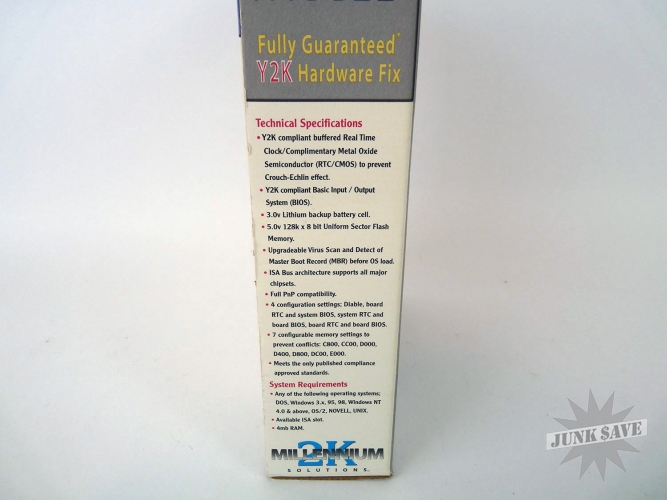 Fully Guaranteed*
Y2K Hardware Fix
Technical Specifications
• Y2K compliant buffered Real Time
Clock/Complimentary Metal Oxide
Semiconductor (RTC/CMOS) to prevent
Crouch-Echlin effect.
• Y2K compliant Basic Input / Output
System (BIOS).
• 3.0v Lithium backup battery cell.
• 5.0v 128k x 8 bit Uniform Sector Flash
Memory.
• Upgradeable Virus Scan and Detect of
Master Boot Record (MBR) before OS load.
• ISA Bus architecture supports all major
chipsets.
• Full PnP compatibility.
• 4 configuration settings; Diable, board
RTC and system BIOS, system RTC and
board BIOS, board RTC and board BIOS.
• 7 configurable memory settings to
prevent conflicts: C800, CC00, D000,
D400, D800, DC00, E000.
• Meets the only published compliance
approved standards.
System Requirements
• Any of the following operating systems;
DOS, Windows 3.x, 95, 98, Windows NT
4.0 & above, OS/2, NOVELL, UNIX.
• Available ISA slot.
• 4mb RAM.
2K
MILLENNIUM
SOLUTIONS
JUNK SAVE